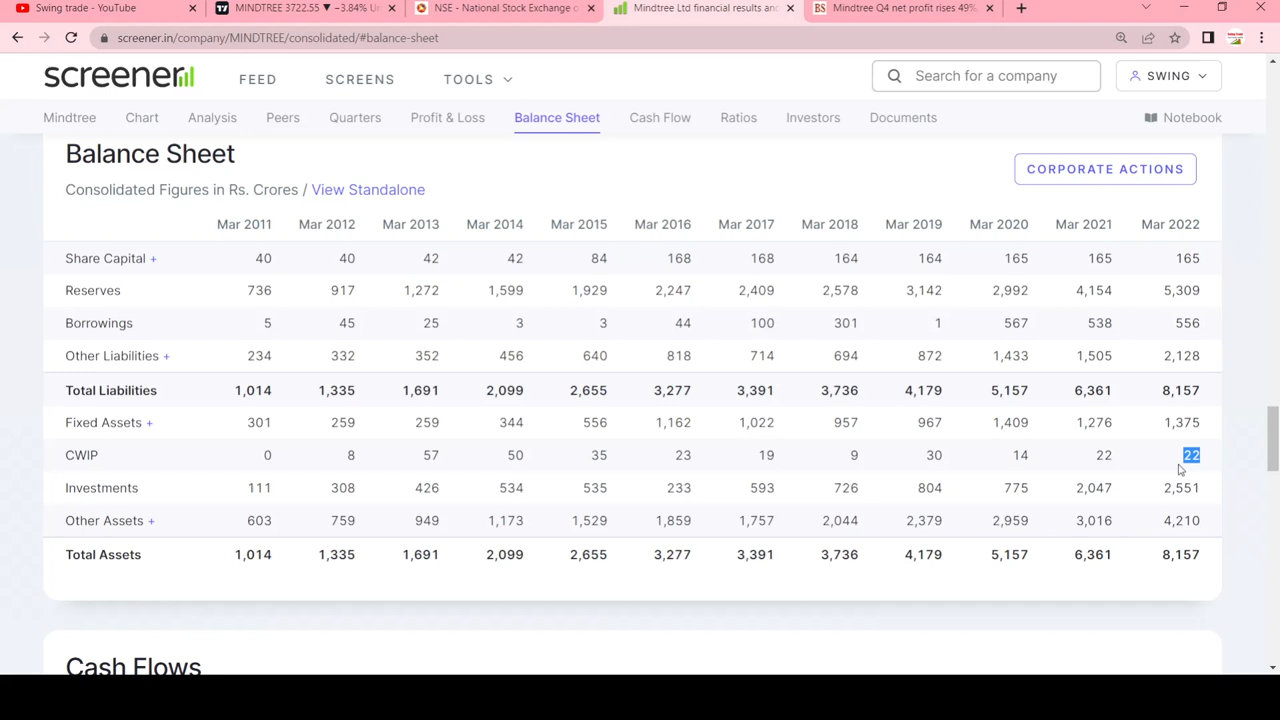 Swing trade - YouTube
MINDTREE 3722.55 ▼ −3.84% Un
NSE - National Stock Exchange o
Mindtree Ltd financial results and
BS Mindtree Q4 net profit rises 49%
screener.in/company/MINDTREE/consolidated/#balance-sheet
screener FEED SCREENS TOOLS Search for a company SWING
Mindtree Chart Analysis Peers Quarters Profit & Loss Balance Sheet Cash Flow Ratios Investors Documents Notebook
Balance Sheet
CORPORATE ACTIONS
Consolidated Figures in Rs. Crores / View Standalone
Mar 2011 Mar 2012 Mar 2013 Mar 2014 Mar 2015 Mar 2016 Mar 2017 Mar 2018 Mar 2019 Mar 2020 Mar 2021 Mar 2022
Share Capital + 40 40 42 42 84 168 168 164 164 165 165 165
Reserves 736 917 1,272 1,599 1,929 2,247 2,409 2,578 3,142 2,992 4,154 5,309
Borrowings 5 45 25 3 3 44 100 301 1 567 538 556
Other Liabilities + 234 332 352 456 640 818 714 694 872 1,433 1,505 2,128
Total Liabilities 1,014 1,335 1,691 2,099 2,655 3,277 3,391 3,736 4,179 5,157 6,361 8,157
Fixed Assets + 301 259 259 344 556 1,162 1,022 957 967 1,409 1,276 1,375
CWIP 0 8 57 50 35 23 19 9 30 14 22 22
Investments 111 308 426 534 535 233 593 726 804 775 2,047 2,551
Other Assets + 603 759 949 1,173 1,529 1,859 1,757 2,044 2,379 2,959 3,016 4,210
Total Assets 1,014 1,335 1,691 2,099 2,655 3,277 3,391 3,736 4,179 5,157 6,361 8,157
Cash Flows